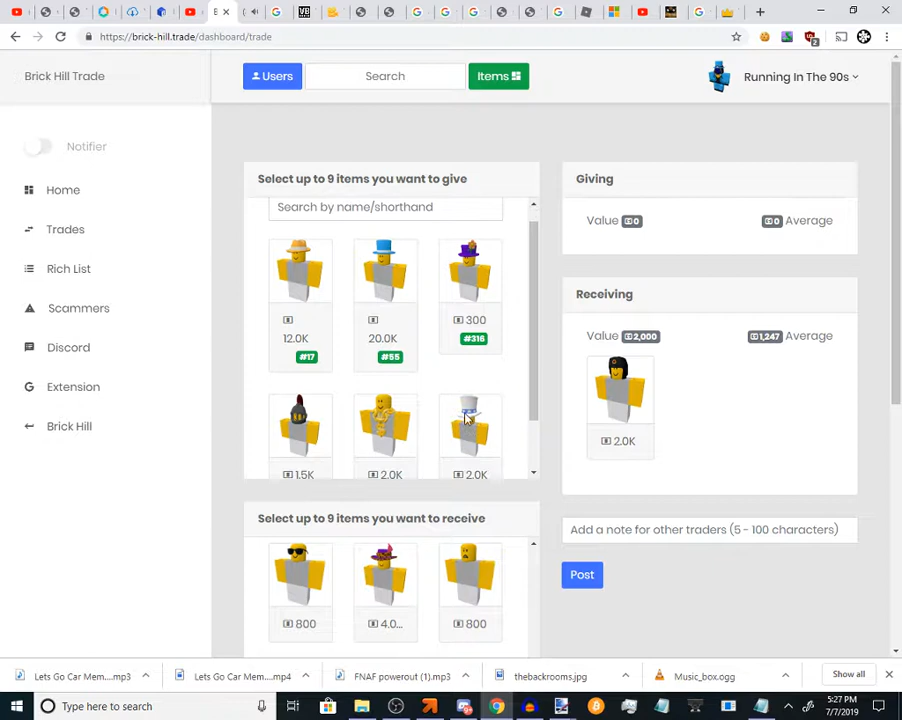 https://brick-hill.trade/dashboard/trade
2
Brick Hill Trade
Users
Search
Items
Running In The 90s
Notifier
Home
Trades
Rich List
Scammers
Discord
Extension
Brick Hill
Select up to 9 items you want to give
Search by name/shorthand
12.0K
#17
20.0K
#55
300
#316
1.5K
2.0K
2.0K
Select up to 9 items you want to receive
800
4.0...
800
Giving
Value 0
0 Average
Receiving
Value 2,000
1,247 Average
2.0K
Add a note for other traders (5 - 100 characters)
Post
Lets Go Car Mem....mp3
Lets Go Car Mem....mp4
FNAF powerout (1).mp3
thebackrooms.jpg
Music_box.ogg
Show all
Type here to search
5:27 PM
7/7/2019